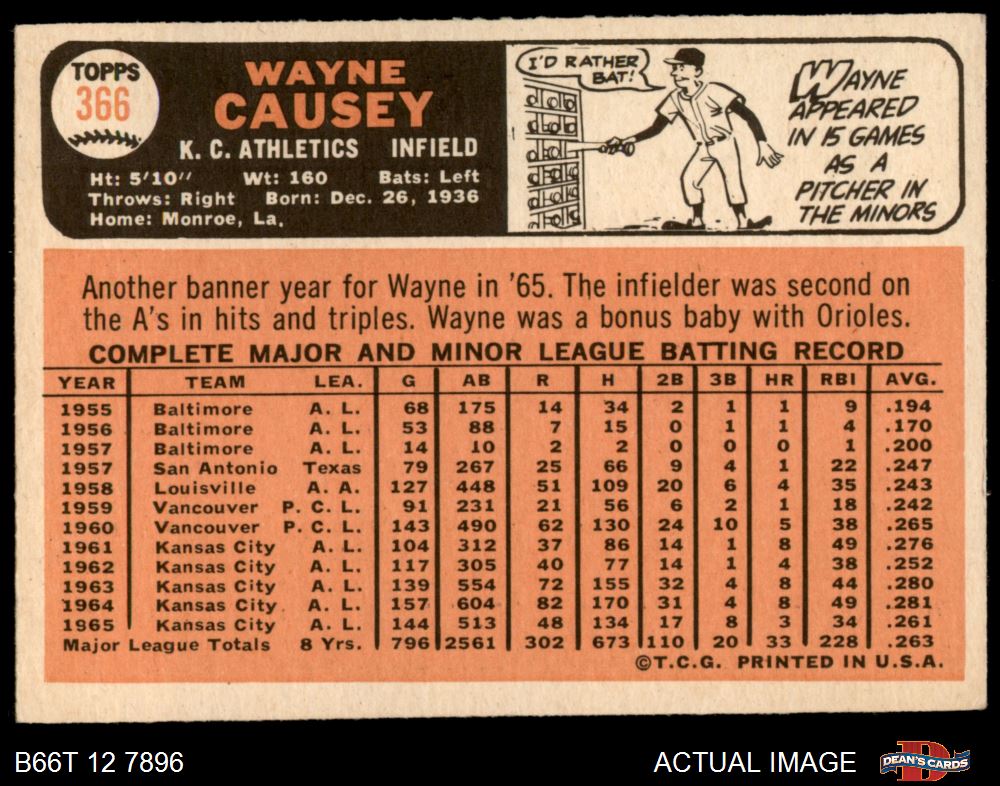 TOPPS
366
WAYNE
CAUSEY
K. C. ATHLETICS INFIELD
Ht: 5'10" Wt: 160 Bats: Left
Throws: Right Born: Dec. 26, 1936
Home: Monroe, La.
I'D RATHER
BAT!
WAYNE
APPEARED
IN 15 GAMES
AS A
PITCHER IN
THE MINORS
Another banner year for Wayne in '65. The infielder was second on
the A's in hits and triples. Wayne was a bonus baby with Orioles.
COMPLETE MAJOR AND MINOR LEAGUE BATTING RECORD
YEAR TEAM LEA. G AB R H 2B 3B HR RBI AVG.
1955 Baltimore A. L. 68 175 14 34 2 1 1 9 .194
1956 Baltimore A. L. 53 88 7 15 0 1 1 4 .170
1957 Baltimore A. L. 14 10 2 2 0 0 0 1 .200
1957 San Antonio Texas 79 267 25 66 9 4 1 22 .247
1958 Louisville A. A. 127 448 51 109 20 6 4 35 .243
1959 Vancouver P. C. L. 91 231 21 56 6 2 1 18 .242
1960 Vancouver P. C. L. 143 490 62 130 24 10 5 38 .265
1961 Kansas City A. L. 104 312 37 86 14 1 8 49 .276
1962 Kansas City A. L. 117 305 40 77 14 1 4 38 .252
1963 Kansas City A. L. 139 554 72 155 32 4 8 44 .280
1964 Kansas City A. L. 157 604 82 170 31 4 8 49 .281
1965 Kansas City A. L. 144 513 48 134 17 8 3 34 .261
Major League Totals 8 Yrs. 796 2561 302 673 110 20 33 228 .263
©T.C.G. PRINTED IN U.S.A.
B66T 12 7896
ACTUAL IMAGE
D
DEAN'S CARDS